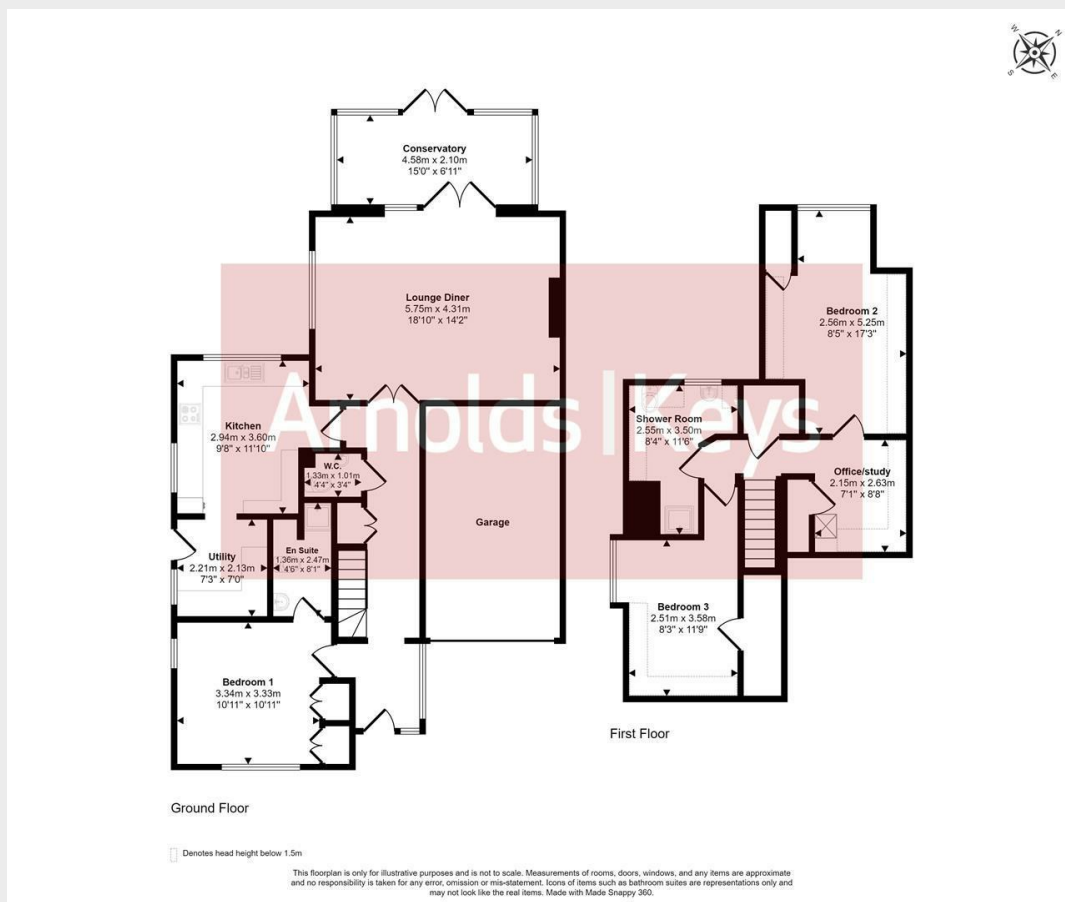 W
N
S
E
Conservatory
4.58m x 2.10m
15'0" x 6'11"
Lounge Diner
5.75m x 4.31m
18'10" x 14'2"
Bedroom 2
2.56m x 5.25m
8'5" x 17'3"
Arnolds|Keys
Kitchen
2.94m x 3.60m
9'8" x 11'10"
Shower Room
2.55m x 3.50m
8'4" x 11'6"
W.C.
1.33m x 1.01m
4'4" x 3'4"
Office/study
2.15m x 2.63m
7'1" x 8'8"
Garage
Utility
2.21m x 2.13m
7'3" x 7'0"
En Suite
1.36m x 2.47m
4'6" x 8'1"
Bedroom 3
2.51m x 3.58m
8'3" x 11'9"
Bedroom 1
3.34m x 3.33m
10'11" x 10'11"
First Floor
Ground Floor
Denotes head height below 1.5m
This floorplan is only for illustrative purposes and is not to scale. Measurements of rooms, doors, windows, and any items are approximate
and no responsibility is taken for any error, omission or mis-statement. Icons of items such as bathroom suites are representations only and
may not look like the real items. Made with Made Snappy 360.